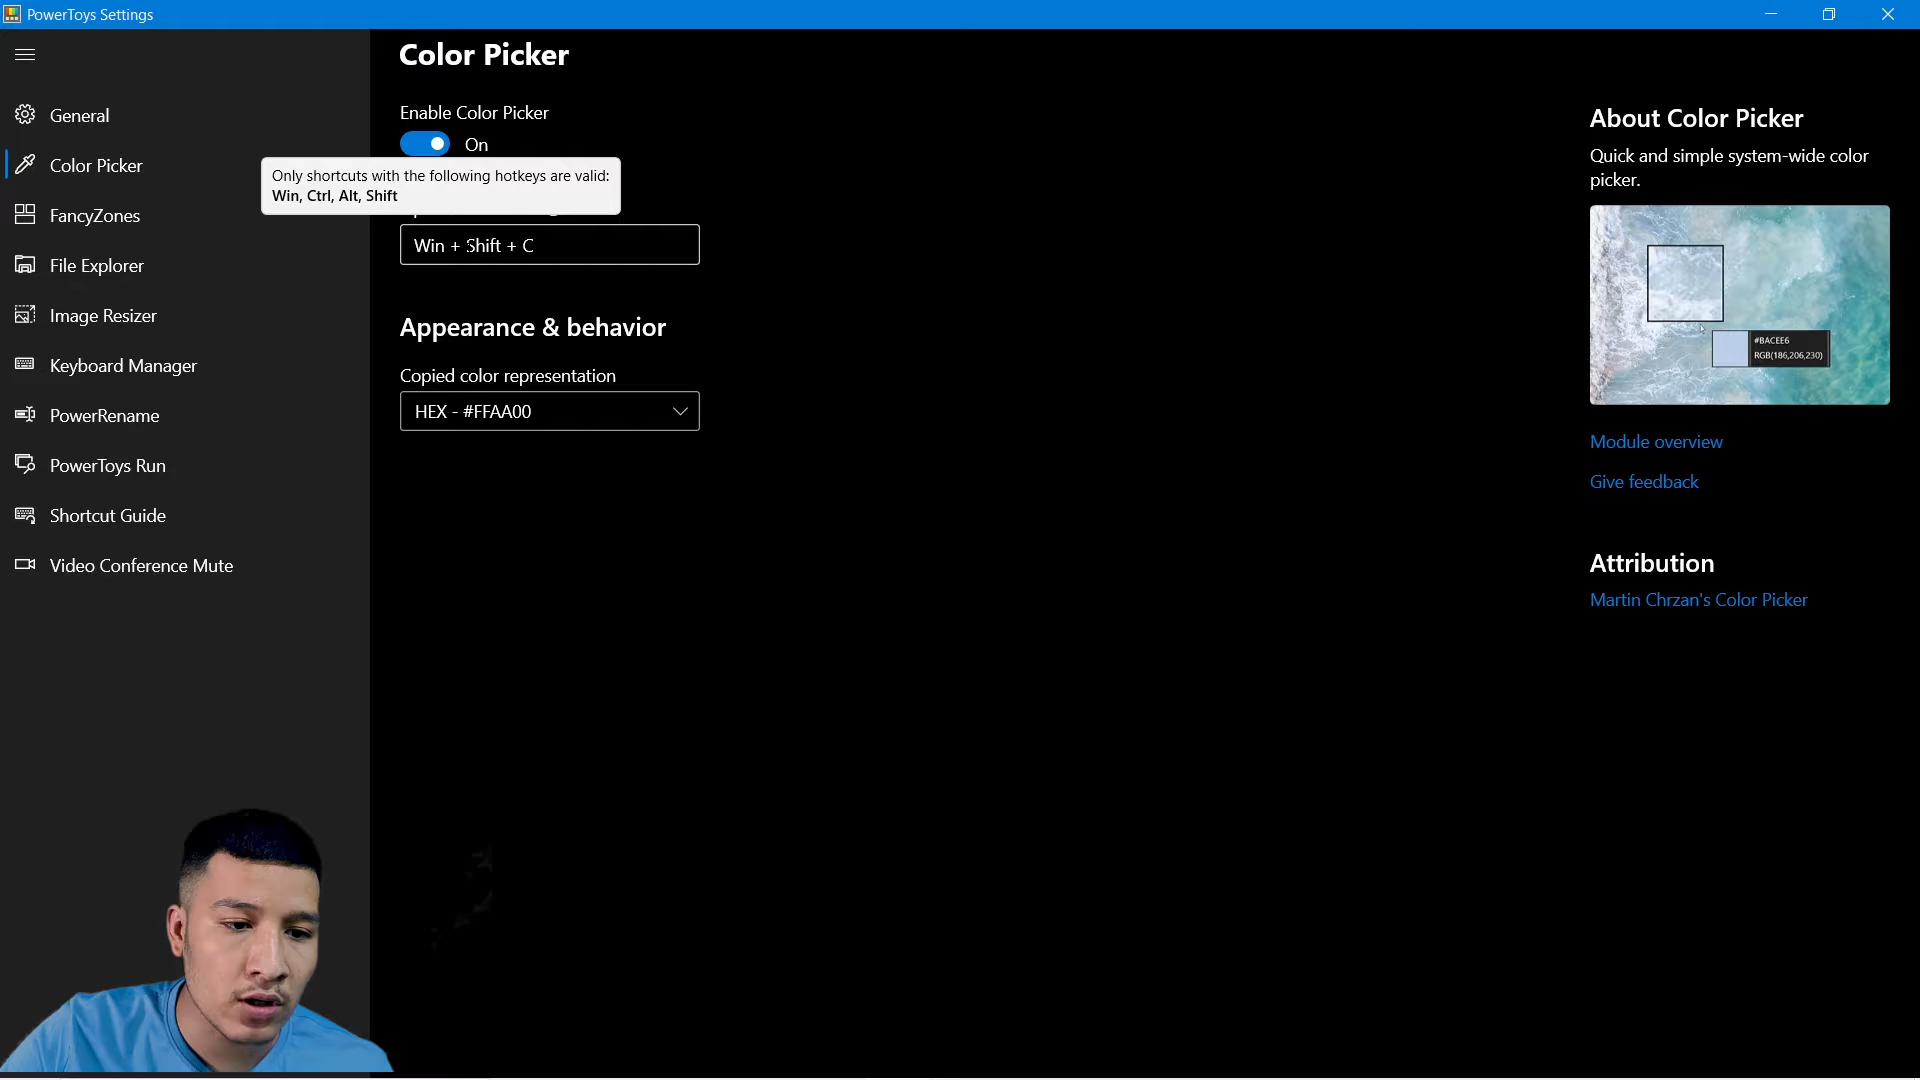 PowerToys Settings
Color Picker
General
Color Picker
FancyZones
File Explorer
Image Resizer
Keyboard Manager
PowerRename
PowerToys Run
Shortcut Guide
Video Conference Mute
Enable Color Picker
On
Only shortcuts with the following hotkeys are valid:
Win, Ctrl, Alt, Shift
Win + Shift + C
Appearance & behavior
Copied color representation
HEX - #FFAA00
About Color Picker
Quick and simple system-wide color
picker.
#BACEE6
RGB(186,206,230)
Module overview
Give feedback
Attribution
Martin Chrzan's Color Picker